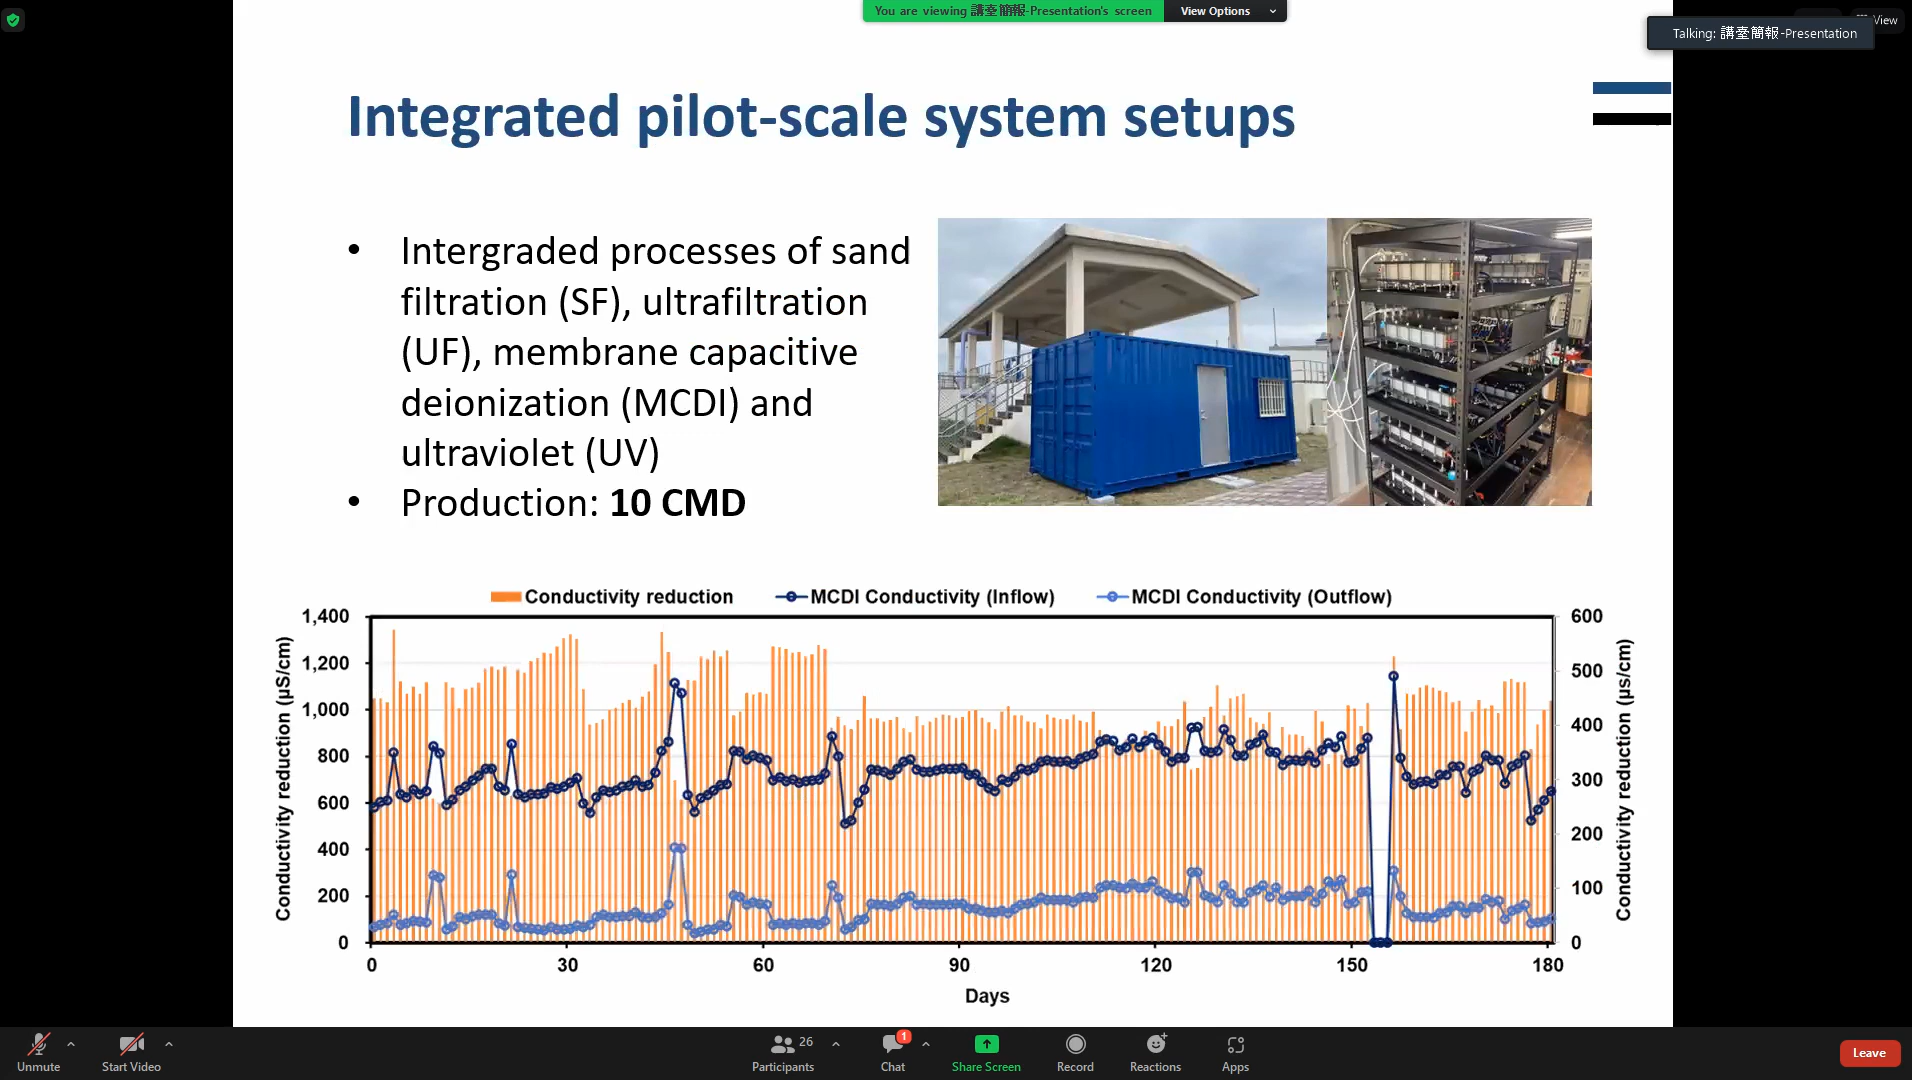 You are viewing 講臺簡報-Presentation's screen
View Options
View
Talking: 講臺簡報-Presentation
Integrated pilot-scale system setups
• Intergraded processes of sand
filtration (SF), ultrafiltration
(UF), membrane capacitive
deionization (MCDI) and
ultraviolet (UV)
• Production: 10 CMD
Conductivity reduction
MCDI Conductivity (Inflow)
MCDI Conductivity (Outflow)
Conductivity reduction (µS/cm)
1,400
1,200
1,000
800
600
400
200
0
600
500
400
300
200
100
0
Conductivity reduction (µs/cm)
0 30 60 90 120 150 180
Days
Unmute
Start Video
26
Participants
1
Chat
Share Screen
Record
Reactions
Apps
Leave